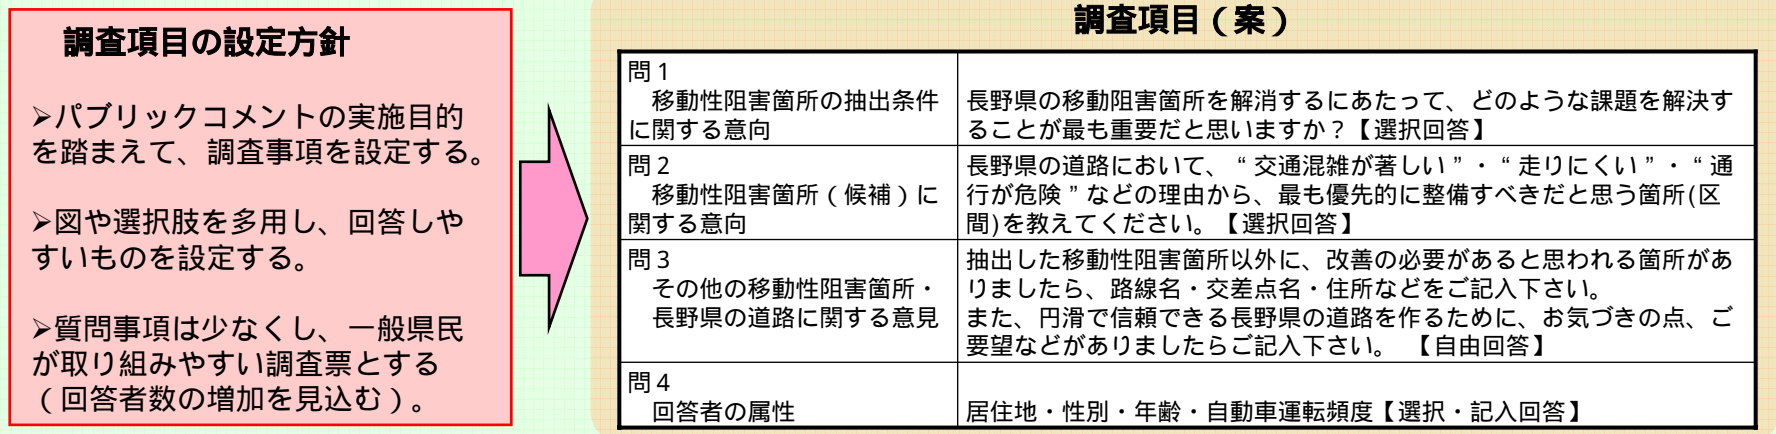 調査項目の設定方針
➢パブリックコメントの実施目的
を踏まえて、調査事項を設定する。
➢図や選択肢を多用し、回答しや
すいものを設定する。
➢質問事項は少なくし、一般県民
が取り組みやすい調査票とする
（回答者数の増加を見込む）。
調査項目（案）
問１
移動性阻害箇所の抽出条件
に関する意向
長野県の移動阻害箇所を解消するにあたって、どのような課題を解決す
ることが最も重要だと思いますか？【選択回答】
問２
移動性阻害箇所（候補）に
関する意向
長野県の道路において、“交通混雑が著しい”・“走りにくい”・“通
行が危険”などの理由から、最も優先的に整備すべきだと思う箇所(区
間)を教えてください。【選択回答】
問３
その他の移動性阻害箇所・
長野県の道路に関する意見
抽出した移動性阻害箇所以外に、改善の必要があると思われる箇所があ
りましたら、路線名・交差点名・住所などをご記入下さい。
また、円滑で信頼できる長野県の道路を作るために、お気づきの点、ご
要望などがありましたらご記入下さい。　【自由回答】
問４
回答者の属性
居住地・性別・年齢・自動車運転頻度【選択・記入回答】